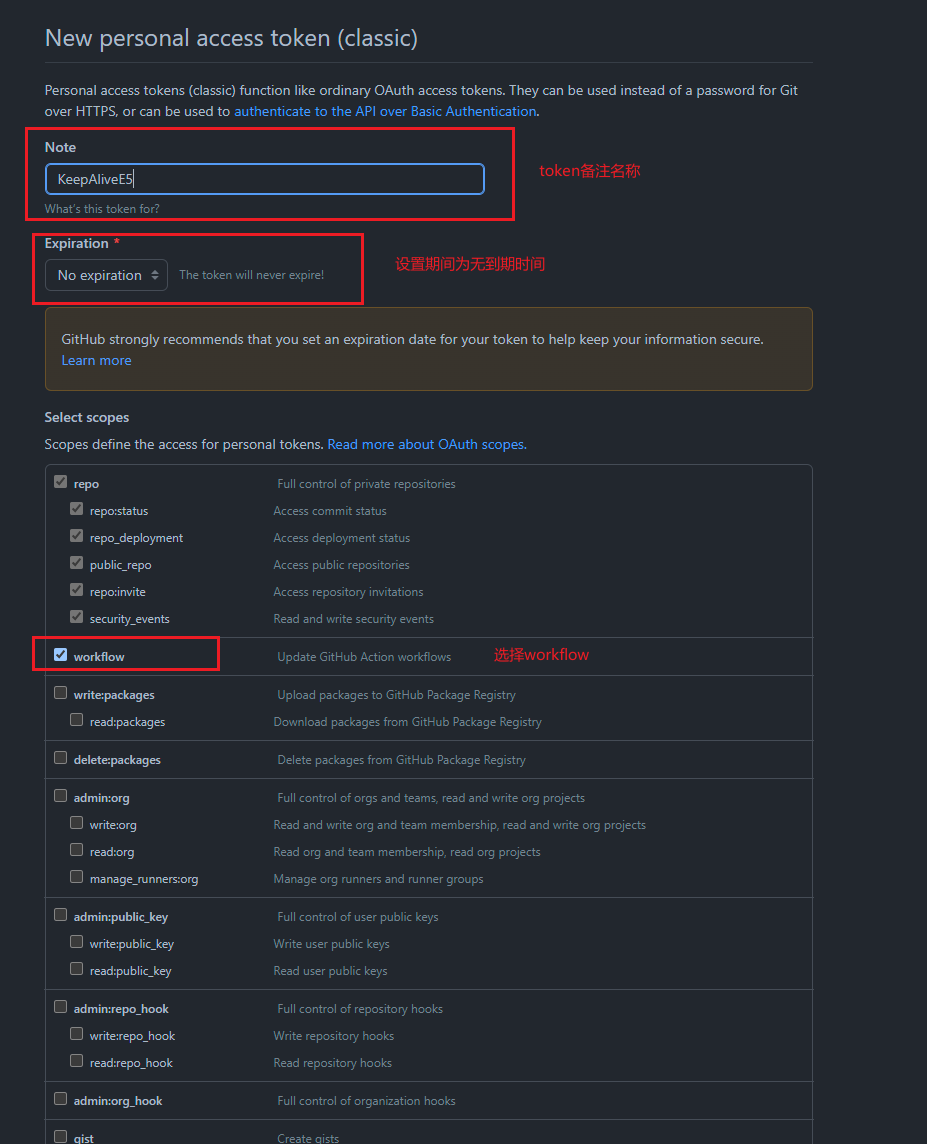 New personal access token (classic)
Personal access tokens (classic) function like ordinary OAuth access tokens. They can be used instead of a password for Git
over HTTPS, or can be used to authenticate to the API over Basic Authentication.
Note
KeepAliveE5
token备注名称
What's this token for?
Expiration *
No expiration The token will never expire!
设置期间为无到期时间
GitHub strongly recommends that you set an expiration date for your token to help keep your information secure.
Learn more
Select scopes
Scopes define the access for personal tokens. Read more about OAuth scopes.
repo Full control of private repositories
repo:status Access commit status
repo_deployment Access deployment status
public_repo Access public repositories
repo:invite Access repository invitations
security_events Read and write security events
workflow Update GitHub Action workflows 选择workflow
write:packages Upload packages to GitHub Package Registry
read:packages Download packages from GitHub Package Registry
delete:packages Delete packages from GitHub Package Registry
admin:org Full control of orgs and teams, read and write org projects
write:org Read and write org and team membership, read and write org projects
read:org Read org and team membership, read org projects
manage_runners:org Manage org runners and runner groups
admin:public_key Full control of user public keys
write:public_key Write user public keys
read:public_key Read user public keys
admin:repo_hook Full control of repository hooks
write:repo_hook Write repository hooks
read:repo_hook Read repository hooks
admin:org_hook Full control of organization hooks
gist Create gists